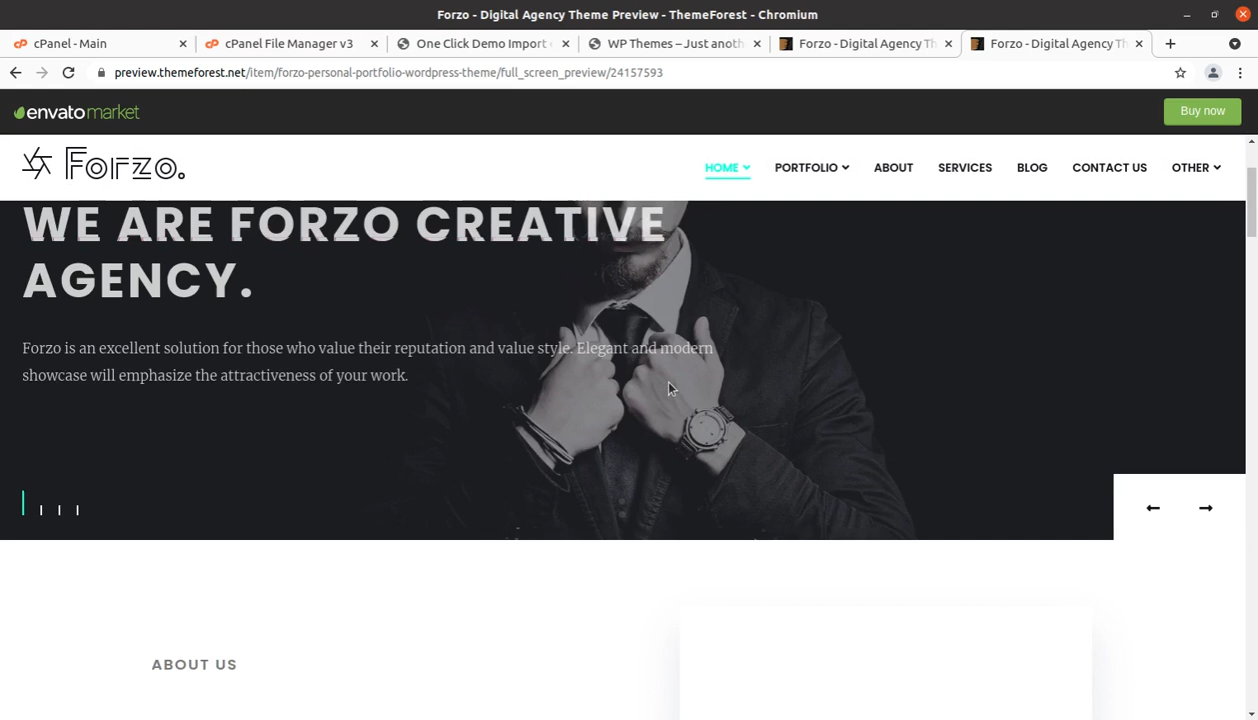 Forzo - Digital Agency Theme Preview - ThemeForest - Chromium
cPanel - Main
cPanel File Manager v3
One Click Demo Import
WP Themes – Just anoth
Forzo - Digital Agency Th
Forzo - Digital Agency Th
preview.themeforest.net/item/forzo-personal-portfolio-wordpress-theme/full_screen_preview/24157593
envatomarket
Buy now
Forzo.
HOME
PORTFOLIO
ABOUT
SERVICES
BLOG
CONTACT US
OTHER
WE ARE FORZO CREATIVE
AGENCY.
Forzo is an excellent solution for those who value their reputation and value style. Elegant and modern
showcase will emphasize the attractiveness of your work.
ABOUT US